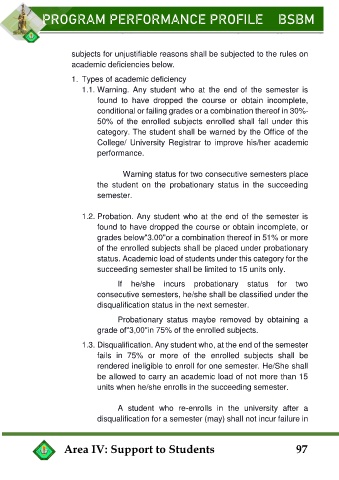 PROGRAM PERFORMANCE PROFILE BSBM
subjects for unjustifiable reasons shall be subjected to the rules on
academic deficiencies below.
1. Types of academic deficiency
1.1. Warning. Any student who at the end of the semester is
found to have dropped the course or obtain incomplete,
conditional or failing grades or a combination thereof in 30%-
50% of the enrolled subjects enrolled shall fall under this
category. The student shall be warned by the Office of the
College/ University Registrar to improve his/her academic
performance.
Warning status for two consecutive semesters place
the student on the probationary status in the succeeding
semester.
1.2. Probation. Any student who at the end of the semester is
found to have dropped the course or obtain incomplete, or
grades below"3.00"or a combination thereof in 51% or more
of the enrolled subjects shall be placed under probationary
status. Academic load of students under this category for the
succeeding semester shall be limited to 15 units only.
If he/she incurs probationary status for two
consecutive semesters, he/she shall be classified under the
disqualification status in the next semester.
Probationary status maybe removed by obtaining a
grade of"3,00"in 75% of the enrolled subjects.
1.3. Disqualification. Any student who, at the end of the semester
fails in 75% or more of the enrolled subjects shall be
rendered ineligible to enroll for one semester. He/She shall
be allowed to carry an academic load of not more than 15
units when he/she enrolls in the succeeding semester.
A student who re-enrolls in the university after a
disqualification for a semester (may) shall not incur failure in
Area IV: Support to Students 97